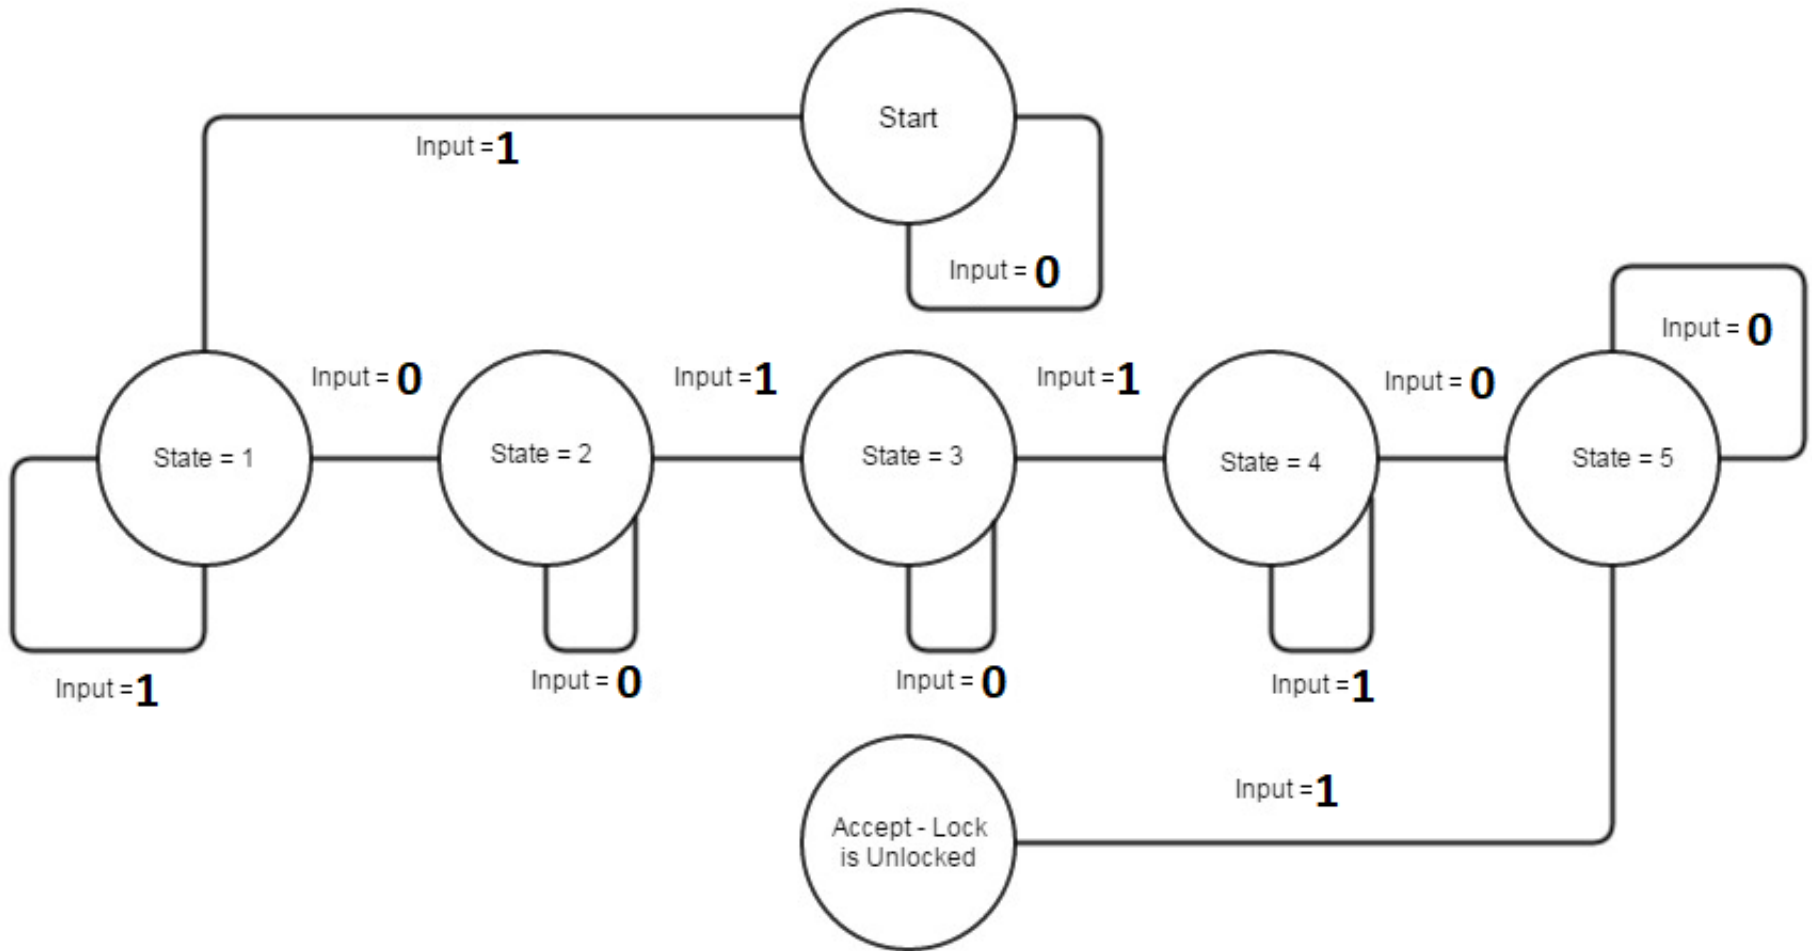 Start
Input =1
Input = 0
Input = 0
Input = 0
Input =1
Input =1
Input = 0
State = 1
State = 2
State = 3
State = 4
State = 5
Input =1
Input = 0
Input = 0
Input =1
Input =1
Accept - Lock
is Unlocked